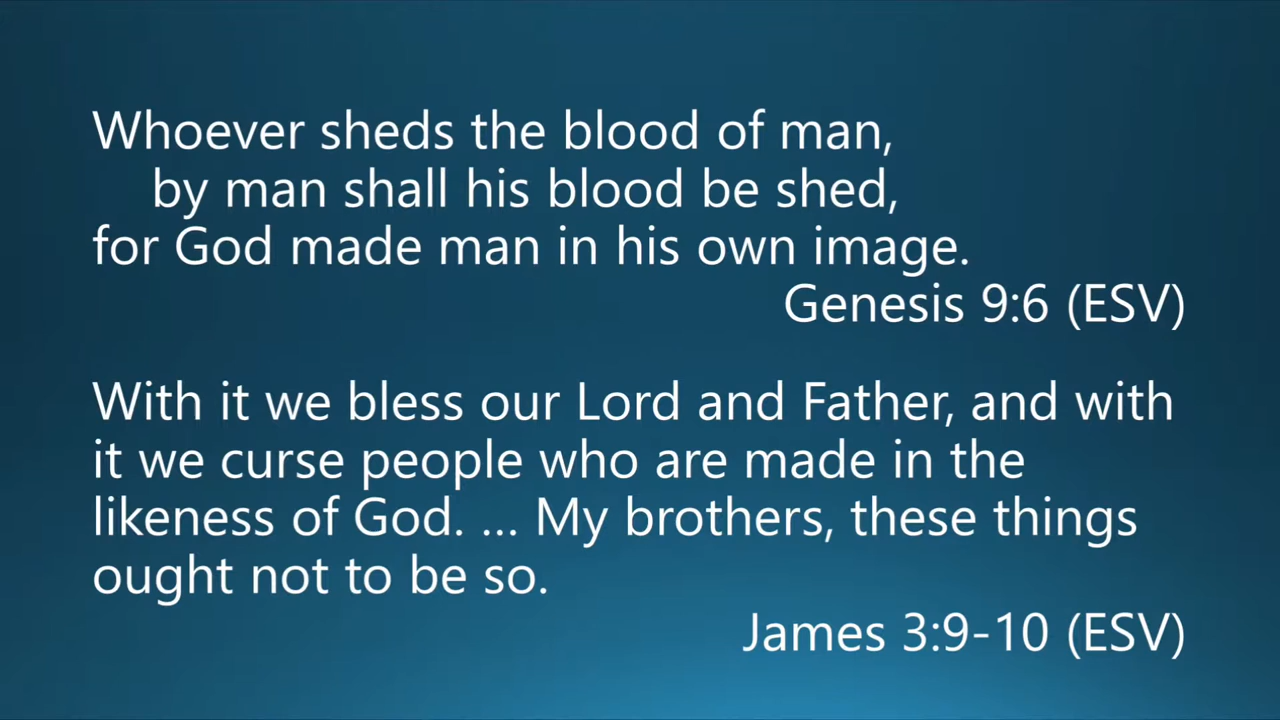 Whoever sheds the blood of man,
by man shall his blood be shed,
for God made man in his own image.
Genesis 9:6 (ESV)
With it we bless our Lord and Father, and with
it we curse people who are made in the
likeness of God. ... My brothers, these things
ought not to be so.
James 3:9-10 (ESV)